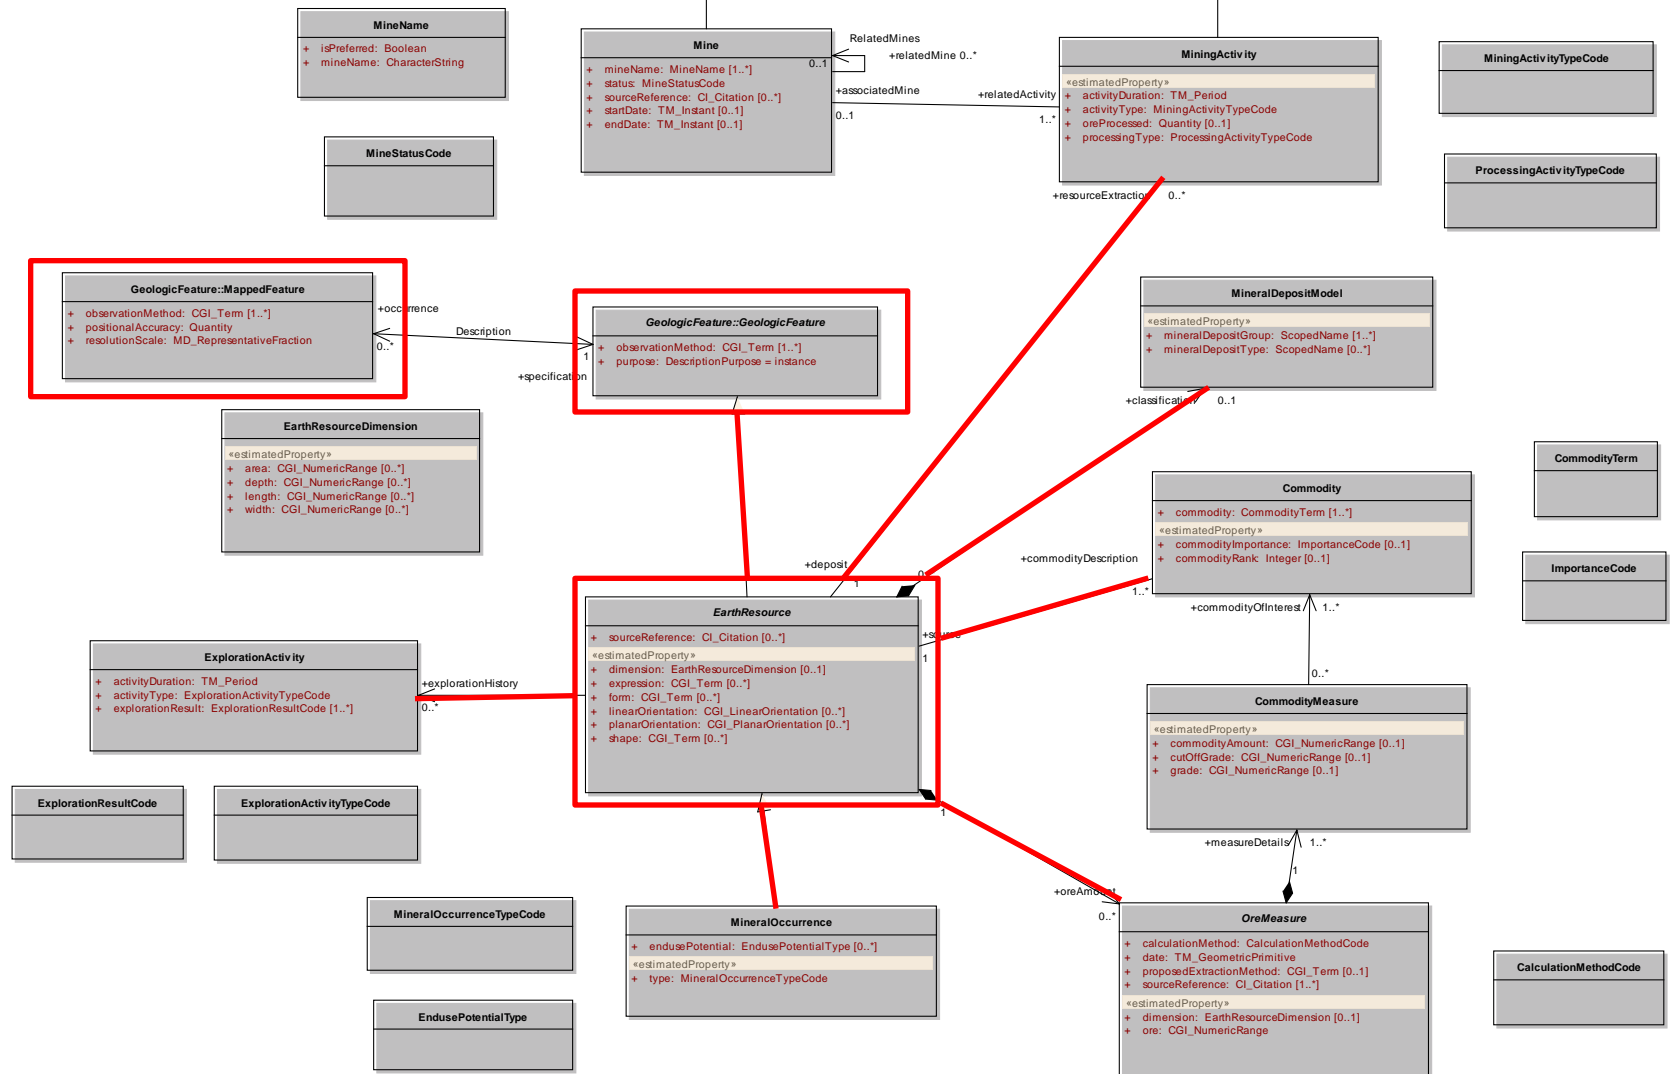 MineName
+ isPreferred: Boolean
+ mineName: CharacterString
Mine
+ mineName: MineName [1..*]
+ status: MineStatusCode
+ sourceReference: CI_Citation [0..*]
+ startDate: TM_Instant [0..1]
+ endDate: TM_Instant [0..1]
RelatedMines
+relatedMine 0..*
0..1
+associatedMine
0..1
+relatedActivity
1..*
MiningActivity
«estimatedProperty»
+ activityDuration: TM_Period
+ activityType: MiningActivityTypeCode
+ oreProcessed: Quantity [0..1]
+ processingType: ProcessingActivityTypeCode
MiningActivityTypeCode
MineStatusCode
ProcessingActivityTypeCode
+resourceExtraction
0..*
GeologicFeature::MappedFeature
+ observationMethod: CGI_Term [1..*]
+ positionalAccuracy: Quantity
+ resolutionScale: MD_RepresentativeFraction
+occurrence
0..*
Description
1
+specification
GeologicFeature::GeologicFeature
+ observationMethod: CGI_Term [1..*]
+ purpose: DescriptionPurpose = instance
MineralDepositModel
«estimatedProperty»
+ mineralDepositGroup: ScopedName [1..*]
+ mineralDepositType: ScopedName [0..*]
+classification
0..1
EarthResourceDimension
«estimatedProperty»
+ area: CGI_NumericRange [0..*]
+ depth: CGI_NumericRange [0..*]
+ length: CGI_NumericRange [0..*]
+ width: CGI_NumericRange [0..*]
CommodityTerm
Commodity
+ commodity: CommodityTerm [1..*]
«estimatedProperty»
+ commodityImportance: ImportanceCode [0..1]
+ commodityRank: Integer [0..1]
ImportanceCode
+commodityDescription
1..*
+deposit
1
+source
1
+commodityOfInterest
1..*
EarthResource
+ sourceReference: CI_Citation [0..*]
«estimatedProperty»
+ dimension: EarthResourceDimension [0..1]
+ expression: CGI_Term [0..*]
+ form: CGI_Term [0..*]
+ linearOrientation: CGI_LinearOrientation [0..*]
+ planarOrientation: CGI_PlanarOrientation [0..*]
+ shape: CGI_Term [0..*]
ExplorationActivity
+ activityDuration: TM_Period
+ activityType: ExplorationActivityTypeCode
+ explorationResult: ExplorationResultCode [1..*]
+explorationHistory
0..*
0..*
CommodityMeasure
«estimatedProperty»
+ commodityAmount: CGI_NumericRange [0..1]
+ cutOffGrade: CGI_NumericRange [0..1]
+ grade: CGI_NumericRange [0..1]
ExplorationResultCode
ExplorationActivityTypeCode
1
+measureDetails
1..*
1
+oreAmount
0..*
MineralOccurrenceTypeCode
MineralOccurrence
+ endusePotential: EndusePotentialType [0..*]
«estimatedProperty»
+ type: MineralOccurrenceTypeCode
OreMeasure
+ calculationMethod: CalculationMethodCode
+ date: TM_GeometricPrimitive
+ proposedExtractionMethod: CGI_Term [0..1]
+ sourceReference: CI_Citation [1..*]
«estimatedProperty»
+ dimension: EarthResourceDimension [0..1]
+ ore: CGI_NumericRange
CalculationMethodCode
EndusePotentialType